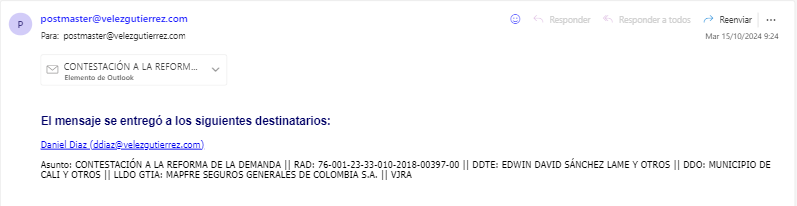 P
postmaster@velezgutierrez.com
Responder
Responder a todos
Reenviar
Para: postmaster@velezgutierrez.com
Mar 15/10/2024 9:24
CONTESTACIÓN A LA REFORM...
Elemento de Outlook
El mensaje se entregó a los siguientes destinatarios:
Daniel Diaz (ddiaz@velezgutierrez.com)
Asunto: CONTESTACIÓN A LA REFORMA DE LA DEMANDA || RAD: 76-001-23-33-010-2018-00397-00 || DDTE: EDWIN DAVID SÁNCHEZ LAME Y OTROS || DDO: MUNICIPIO DE
CALI Y OTROS || LLDO GTIA: MAPFRE SEGUROS GENERALES DE COLOMBIA S.A. || VJRA